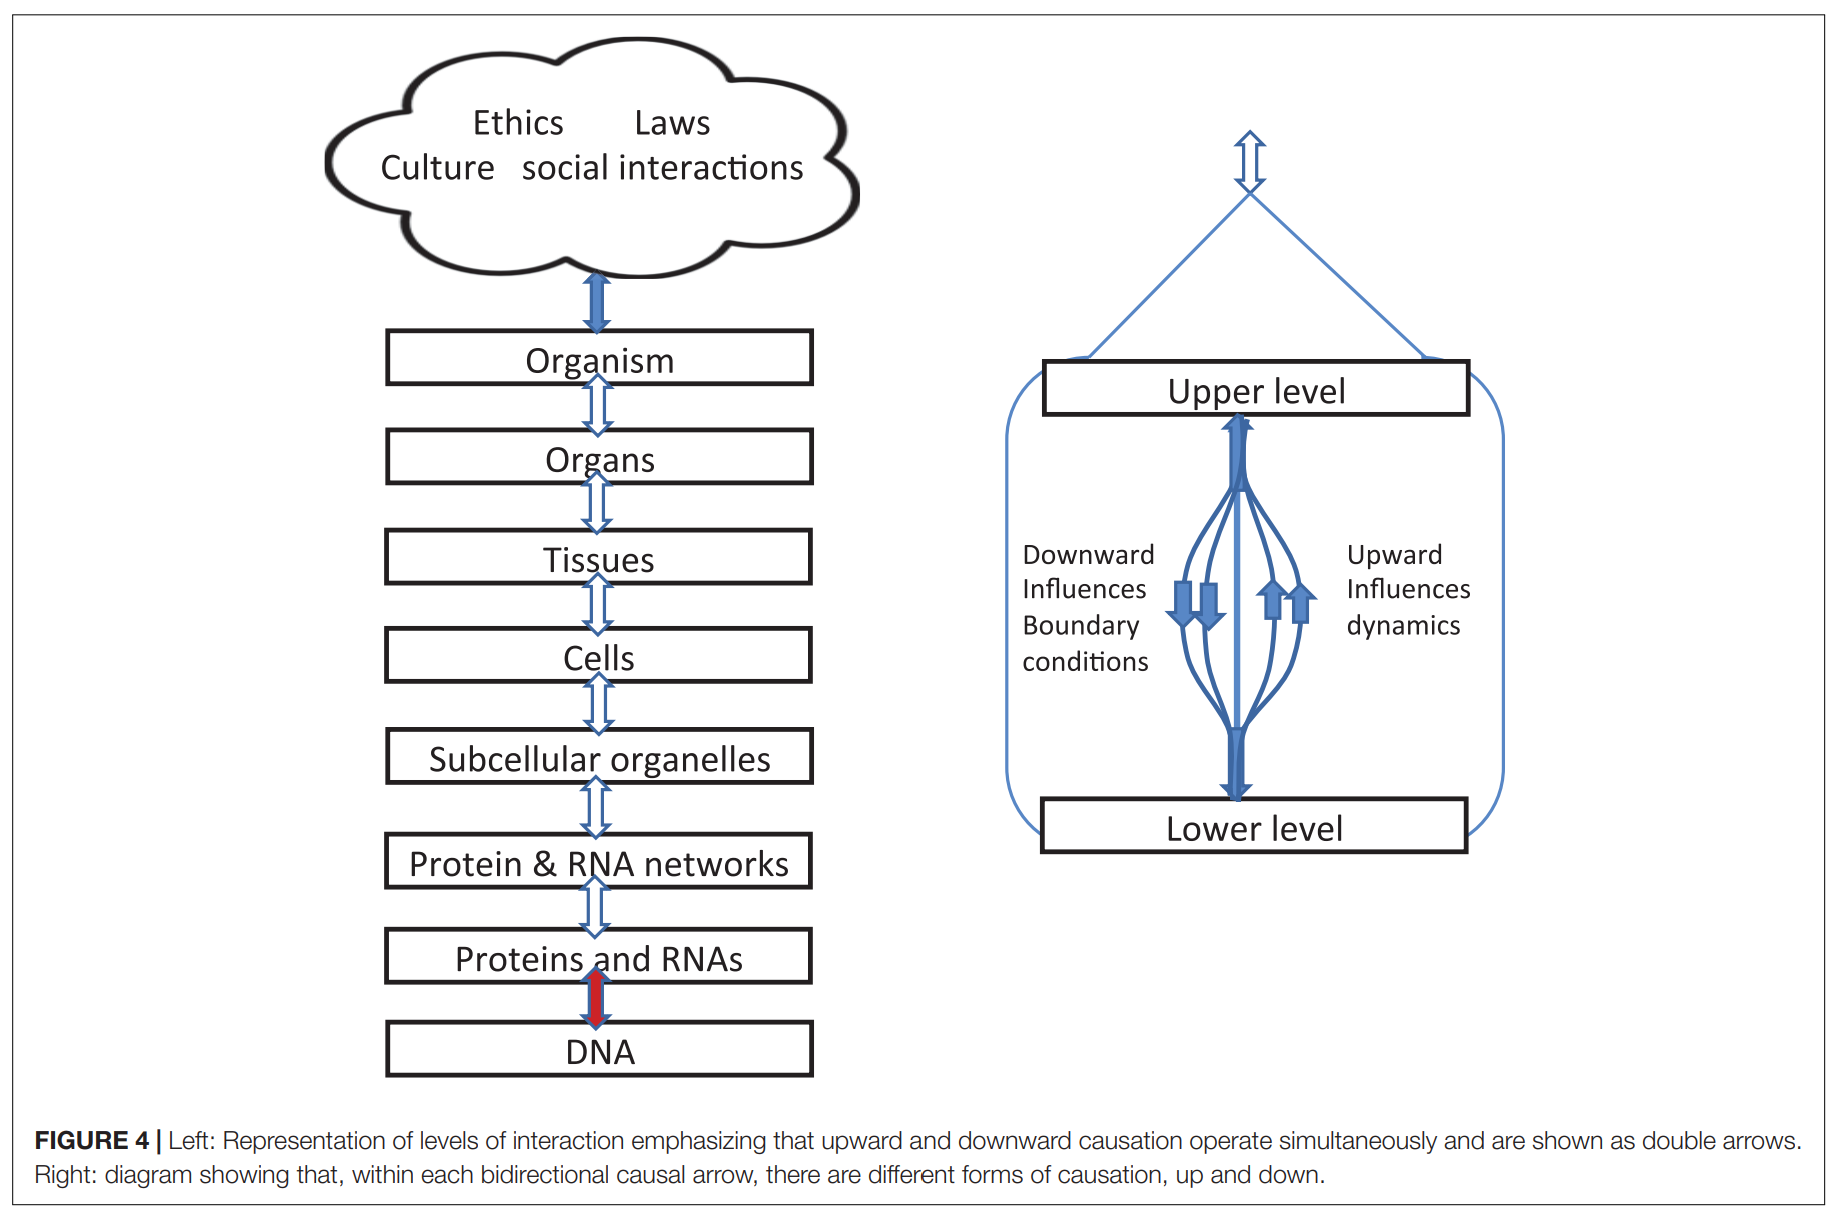 Ethics Laws
Culture social interactions
Organism
Organs
Tissues
Cells
Subcellular organelles
Protein & RNA networks
Proteins and RNAs
DNA
Upper level
Downward
Influences
Boundary
conditions
Upward
Influences
dynamics
Lower level
FIGURE 4 | Left: Representation of levels of interaction emphasizing that upward and downward causation operate simultaneously and are shown as double arrows.
Right: diagram showing that, within each bidirectional causal arrow, there are different forms of causation, up and down.